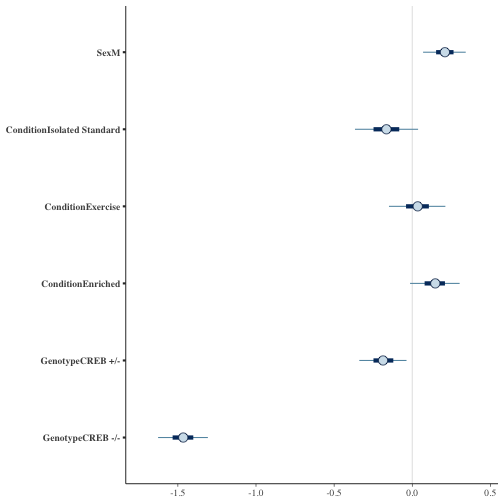 SexM
ConditionIsolated Standard
ConditionExercise
ConditionEnriched
GenotypeCREB +/-
GenotypeCREB -/-
-1.5 -1.0 -0.5 0.0 0.5